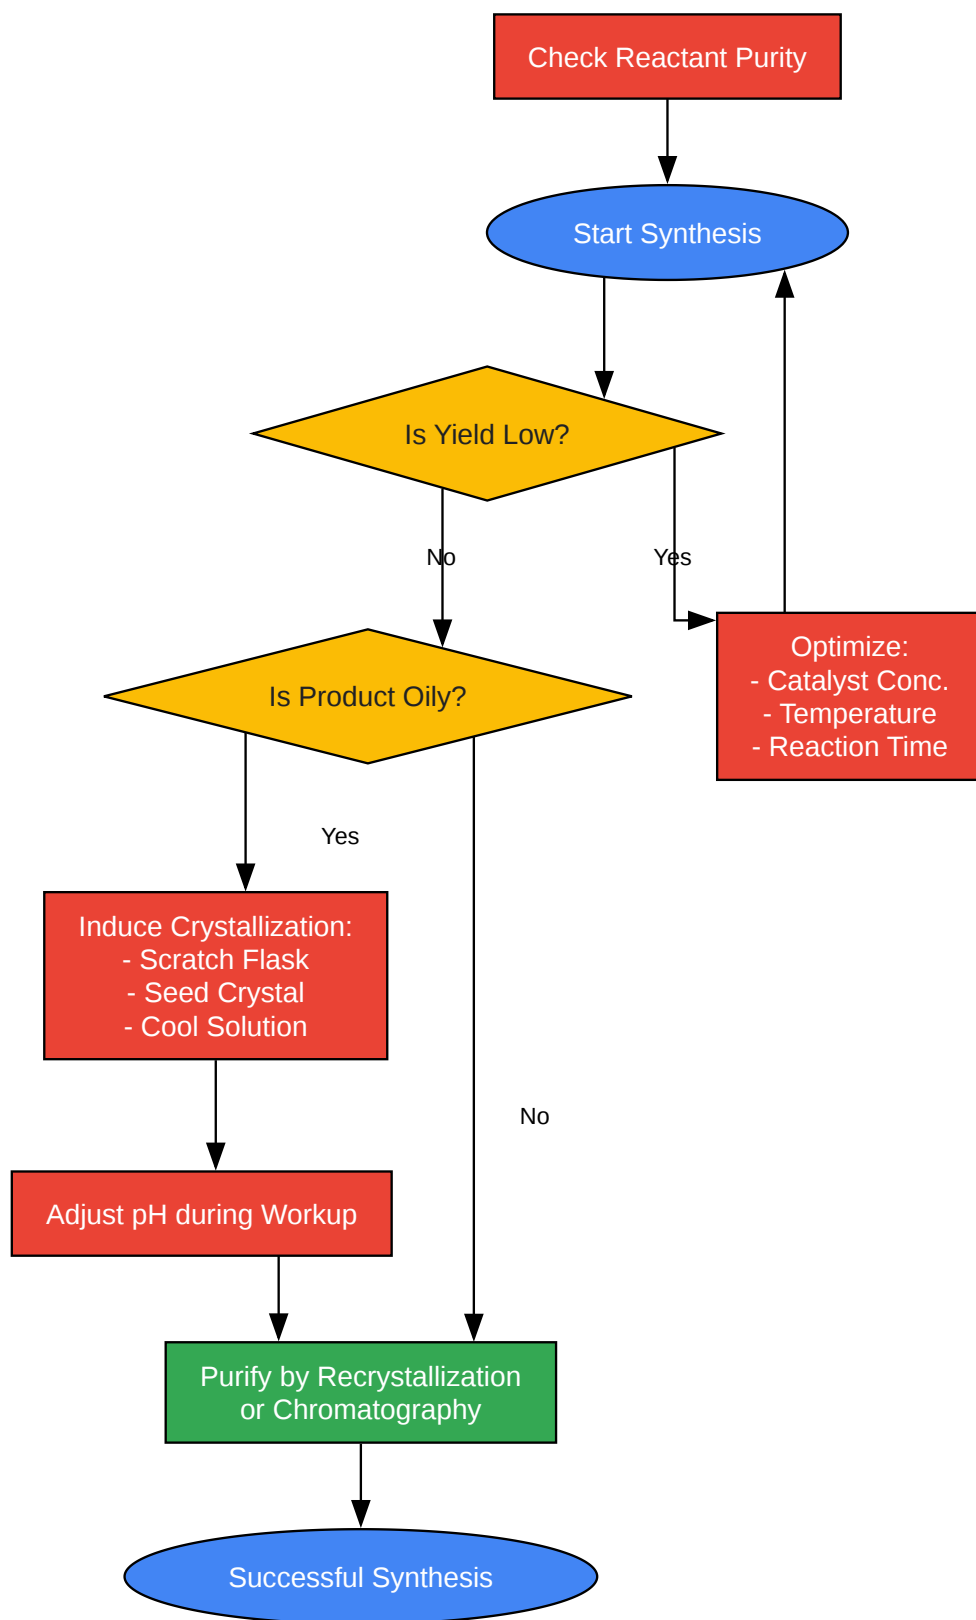 Check Reactant Purity
Start Synthesis
Is Yield Low?
No
Yes
Is Product Oily?
Optimize:
- Catalyst Conc.
- Temperature
- Reaction Time
Yes
Induce Crystallization:
- Scratch Flask
- Seed Crystal
- Cool Solution
No
Adjust pH during Workup
Purify by Recrystallization
or Chromatography
Successful Synthesis